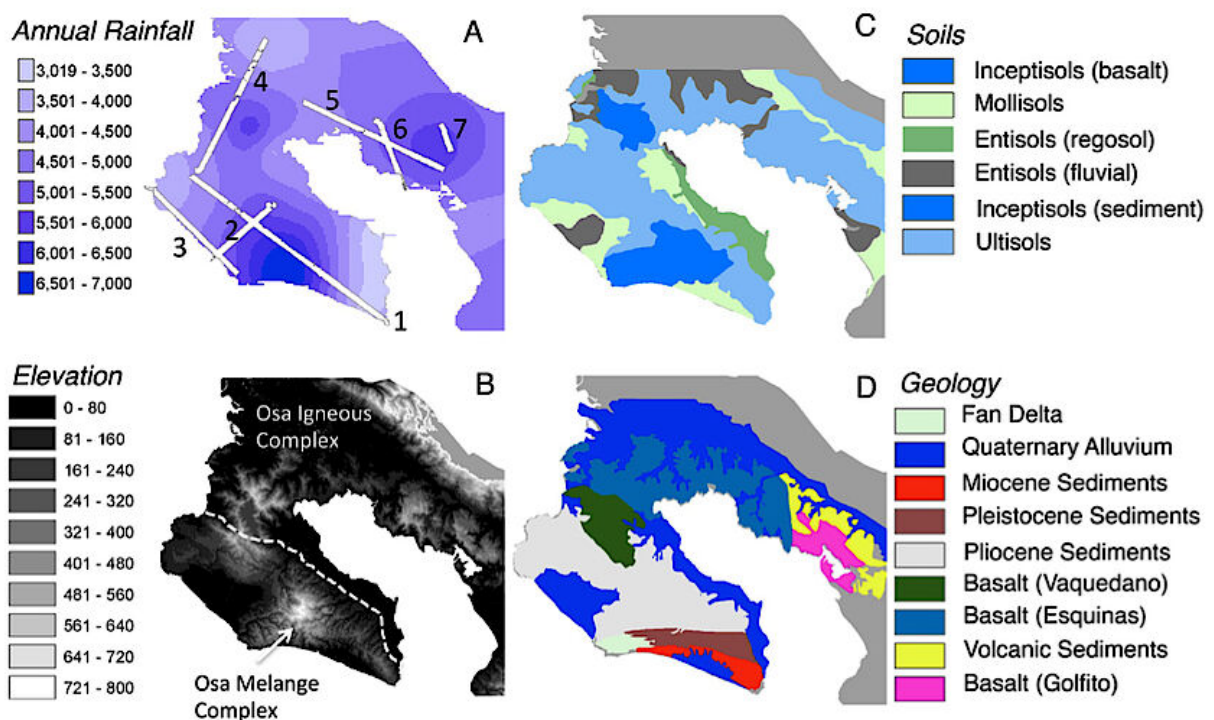 Annual Rainfall
3,019 - 3,500
3,501 - 4,000
4,001 - 4,500
4,501 - 5,000
5,001 - 5,500
5,501 - 6,000
6,001 - 6,500
6,501 - 7,000
A
4
5
6
7
2
3
1
C
Soils
Inceptisols (basalt)
Mollisols
Entisols (regosol)
Entisols (fluvial)
Inceptisols (sediment)
Ultisols
Elevation
0 - 80
81 - 160
161 - 240
241 - 320
321 - 400
401 - 480
481 - 560
561 - 640
641 - 720
721 - 800
B
Osa Igneous
Complex
Osa Melange
Complex
D
Geology
Fan Delta
Quaternary Alluvium
Miocene Sediments
Pleistocene Sediments
Pliocene Sediments
Basalt (Vaquedano)
Basalt (Esquinas)
Volcanic Sediments
Basalt (Golfito)